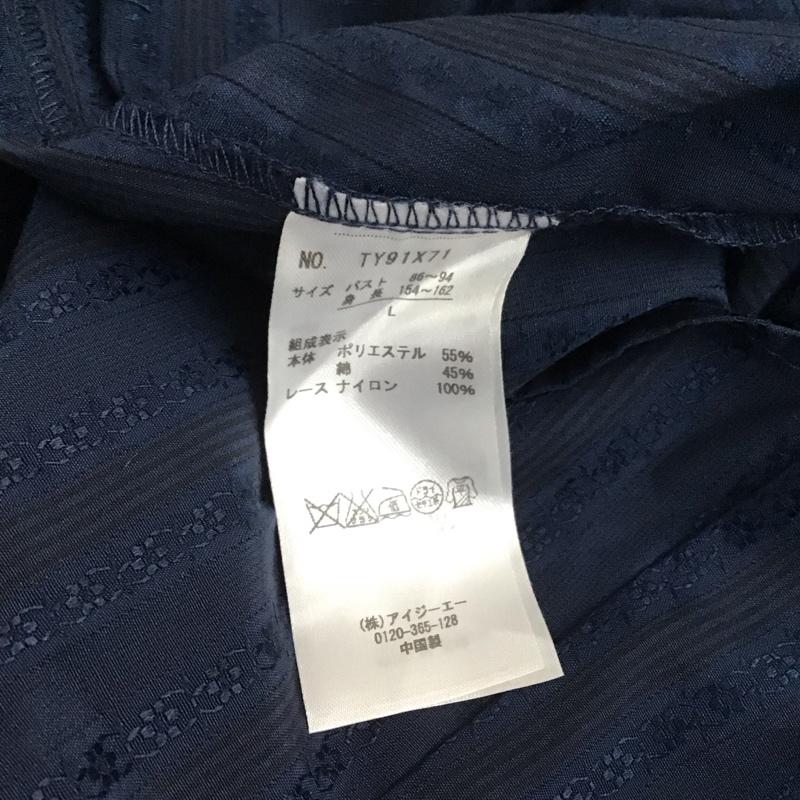 NO. TY91X71
サイズ バスト 86～94
身長 154～162
L
組成表示
本体 ポリエステル 55%
綿 45%
レース ナイロン 100%
(株)アイジーエー
0120-365-128
中国製